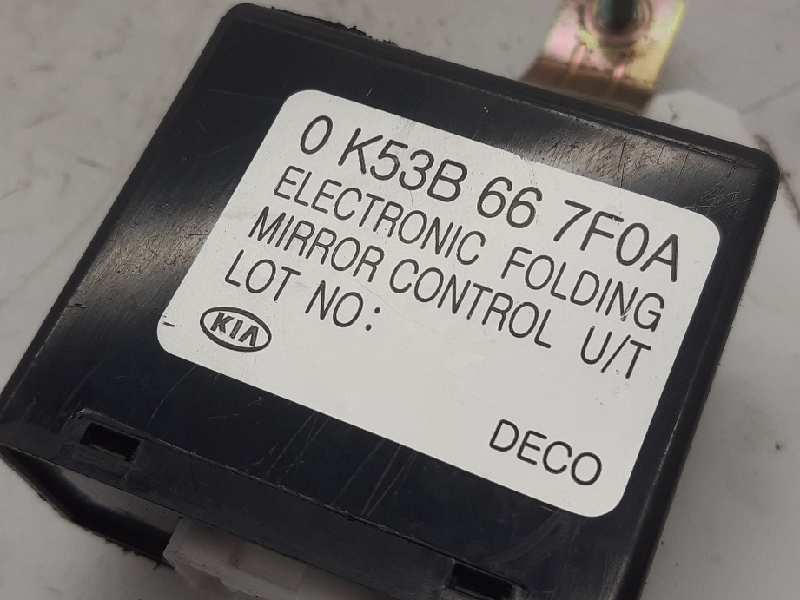 0 K53B 66 7F0A
ELECTRONIC FOLDING
MIRROR CONTROL U/T
LOT NO:
KIA
DECO